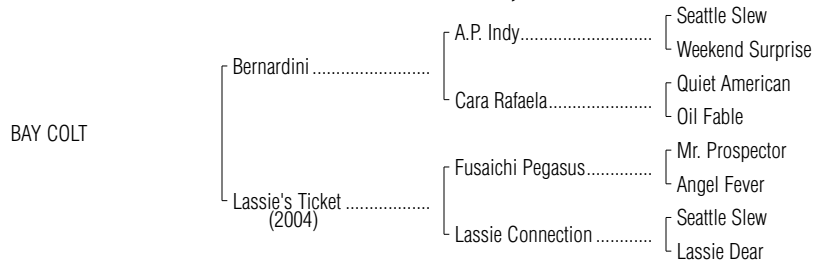 Seattle Slew
A.P. Indy..............................
Weekend Surprise
Bernardini ..........................
Quiet American
Cara Rafaela.......................
Oil Fable
BAY COLT
Mr. Prospector
Fusaichi Pegasus...............
Angel Fever
Lassie's Ticket ...................
(2004)
Seattle Slew
Lassie Connection .............
Lassie Dear